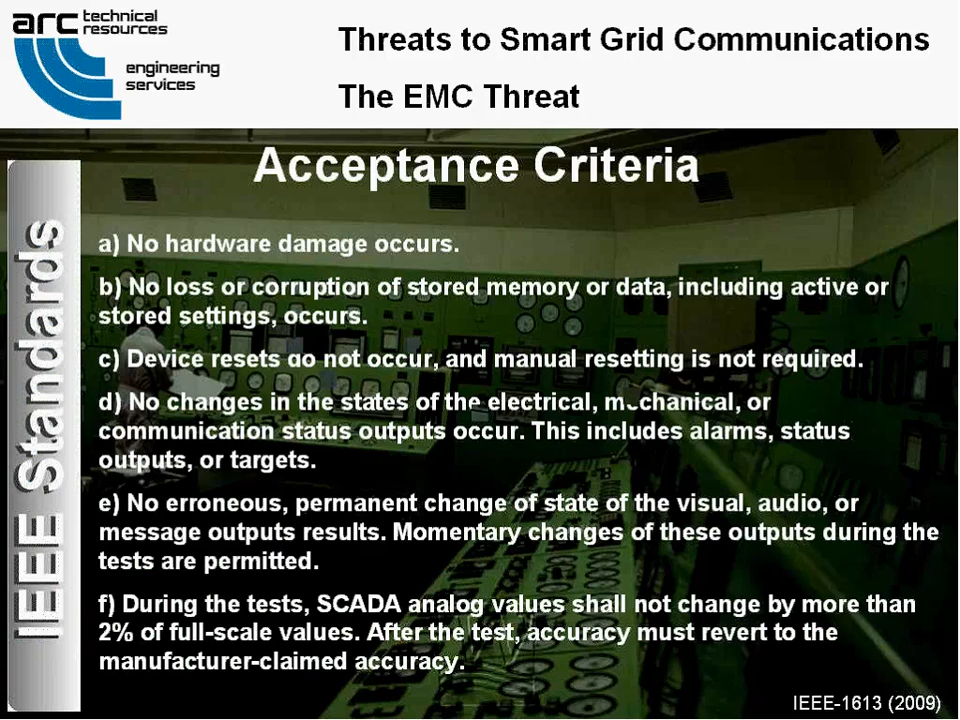 arc technical
resources
engineering
services
Threats to Smart Grid Communications
The EMC Threat
Acceptance Criteria
IEEE Standards
a) No hardware damage occurs.
b) No loss or corruption of stored memory or data, including active or
stored settings, occurs.
c) Device resets do not occur, and manual resetting is not required.
d) No changes in the states of the electrical, mechanical, or
communication status outputs occur. This includes alarms, status
outputs, or targets.
e) No erroneous, permanent change of state of the visual, audio, or
message outputs results. Momentary changes of these outputs during the
tests are permitted.
f) During the tests, SCADA analog values shall not change by more than
2% of full-scale values. After the test, accuracy must revert to the
manufacturer-claimed accuracy.
IEEE-1613 (2009)